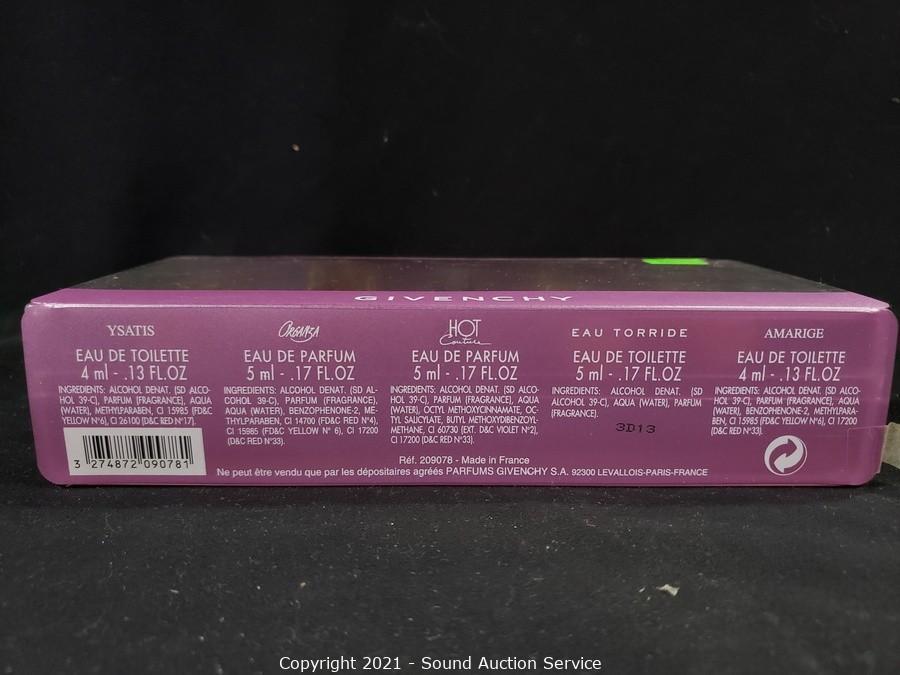 GIVENCHY
YSATIS
EAU DE TOILETTE
4 ml - .13 FL.OZ
INGREDIENTS: ALCOHOL DENAT. (SD ALCO-
HOL 39-C), PARFUM (FRAGRANCE), AQUA
(WATER), METHYLPARABEN, CI 15985 (FD&C
YELLOW N°6), CI 26100 (D&C RED N°17).
3 274872 090781
ORGANZA
EAU DE PARFUM
5 ml - .17 FL.OZ
INGREDIENTS: ALCOHOL DENAT. (SD AL-
COHOL 39-C), PARFUM (FRAGRANCE),
AQUA (WATER), BENZOPHENONE-2, ME-
THYLPARABEN, CI 14700 (FD&C RED N°4),
CI 15985 (FD&C YELLOW N° 6), CI 17200
(D&C RED N°33).
HOT
Couture
EAU DE PARFUM
5 ml - .17 FL.OZ
INGREDIENTS: ALCOHOL DENAT. (SD ALCO-
HOL 39-C), PARFUM (FRAGRANCE), AQUA
(WATER), OCTYL METHOXYCINNAMATE, OC-
TYL SALICYLATE, BUTYL METHOXYDIBENZOYL-
METHANE, CI 60730 (EXT. D&C VIOLET N°2),
CI 17200 (D&C RED N°33).
EAU TORRIDE
EAU DE TOILETTE
5 ml - .17 FL.OZ
INGREDIENTS: ALCOHOL DENAT. (SD
ALCOHOL 39-C), AQUA (WATER), PARFUM
(FRAGRANCE).
3D13
AMARIGE
EAU DE TOILETTE
4 ml - .13 FL.OZ
INGREDIENTS: ALCOHOL DENAT. (SD ALCO-
HOL 39-C), PARFUM (FRAGRANCE), AQUA
(WATER), BENZOPHENONE-2, METHYLPARA-
BEN, CI 15985 (FD&C YELLOW N°6), CI 17200
(D&C RED N°33).
Réf. 209078 - Made in France
Ne peut être vendu que par les dépositaires agréés PARFUMS GIVENCHY S.A. 92300 LEVALLOIS-PARIS-FRANCE
Copyright 2021 - Sound Auction Service